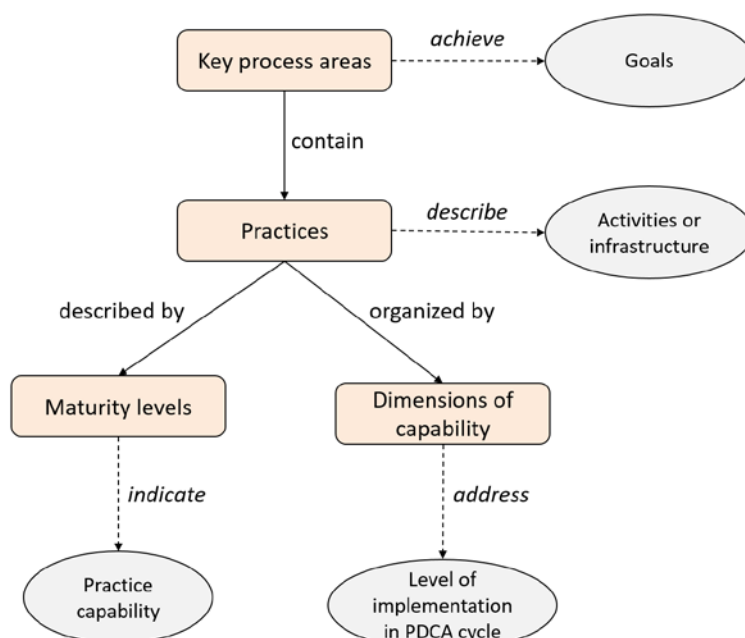 achieve
Key process areas
Goals
contain
describe
Practices
Activities or
infrastructure
described by
organized by
Maturity levels
Dimensions of
capability
indicate
address
Practice
capability
Level of
implementation
in PDCA cycle